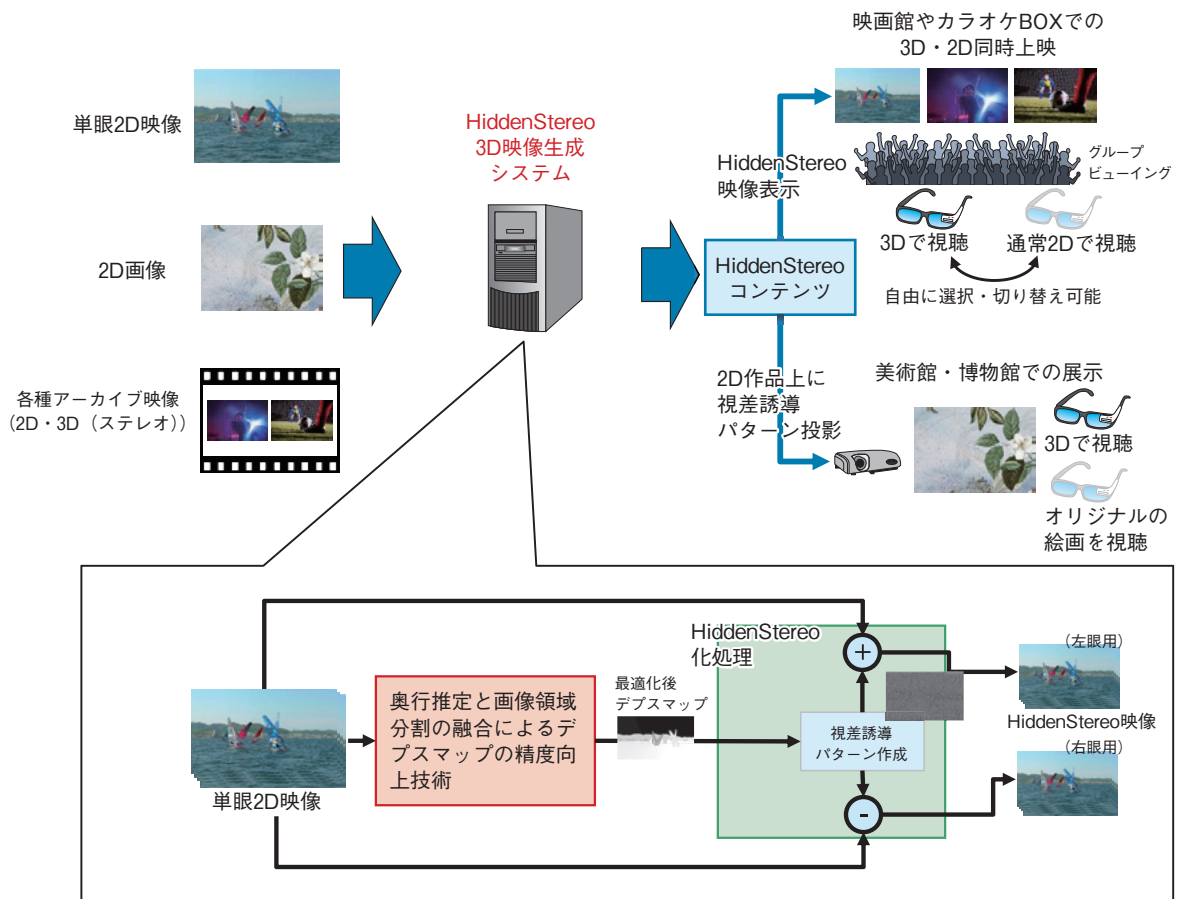 単眼2D映像
2D画像
各種アーカイブ映像
(2D・3D（ステレオ))
HiddenStereo
3D映像生成
システム
HiddenStereo
映像表示
HiddenStereo
コンテンツ
2D作品上に
視差誘導
パターン投影
映画館やカラオケBOXでの
3D・2D同時上映
グループ
ビューイング
3Dで視聴
通常2Dで視聴
自由に選択・切り替え可能
美術館・博物館での展示
3Dで視聴
オリジナルの
絵画を視聴
単眼2D映像
奥行推定と画像領域
分割の融合によるデ
プスマップの精度向
上技術
最適化後
デプスマップ
HiddenStereo
化処理
+
視差誘導
パターン作成
-
(左眼用)
HiddenStereo映像
(右眼用)